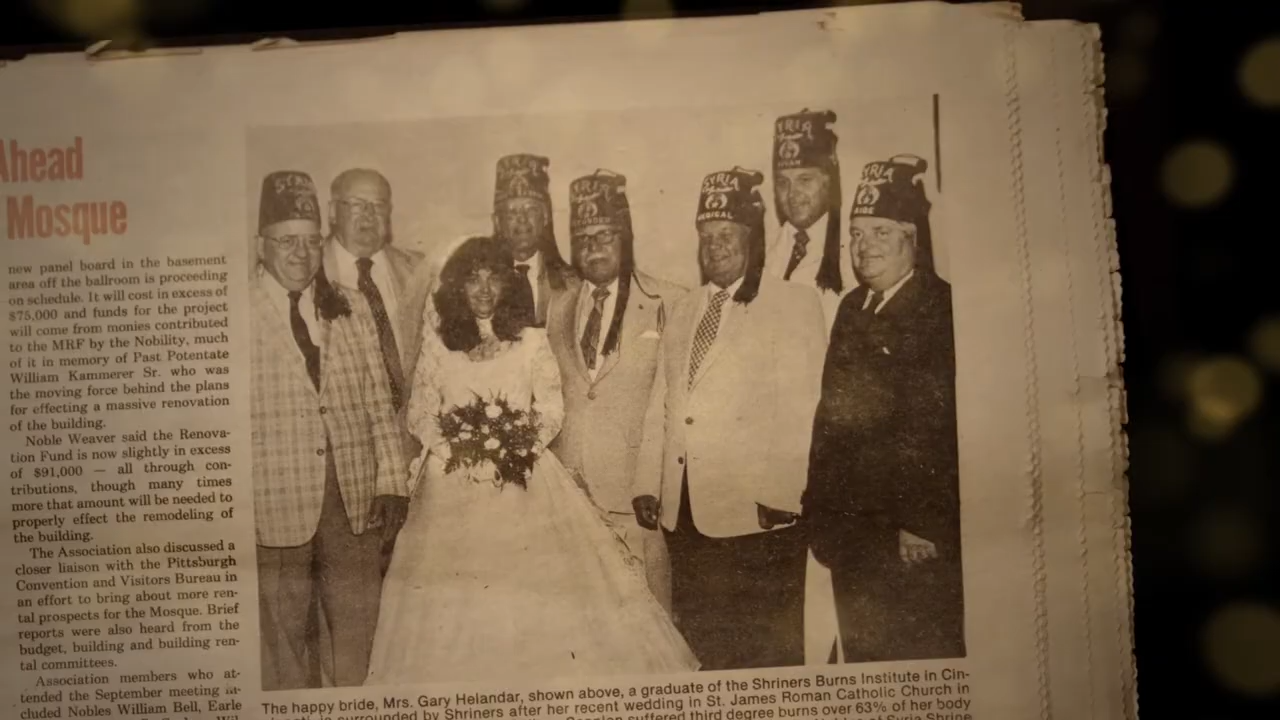 Ahead
Mosque
new panel board in the basement
area off the ballroom is proceeding
on schedule. It will cost in excess of
$75,000 and funds for the project
will come from monies contributed
to the MRF by the Nobility, much
of it in memory of Past Potentate
William Kammerer Sr. who was
the moving force behind the plans
for effecting a massive renovation
of the building.
Noble Weaver said the Renova-
tion Fund is now slightly in excess
of $91,000 — all through con-
tributions, though many times
more that amount will be needed to
properly effect the remodeling of
the building.
The Association also discussed a
closer liaison with the Pittsburgh
Convention and Visitors Bureau in
an effort to bring about more ren-
tal prospects for the Mosque. Brief
reports were also heard from the
budget, building and building ren-
tal committees.
Association members who at-
tended the September meeting in-
cluded Nobles William Bell, Earle
SYRIA
SYRIA
SYRIA
SYRIA
MEDICAL
SYRIA
SYRIA
AIDE
The happy bride, Mrs. Gary Helandar, shown above, a graduate of the Shriners Burns Institute in Cin-
is surrounded by Shriners after her recent wedding in St. James Roman Catholic Church in
suffered third degree burns over 63% of her body
of Syria Shrine